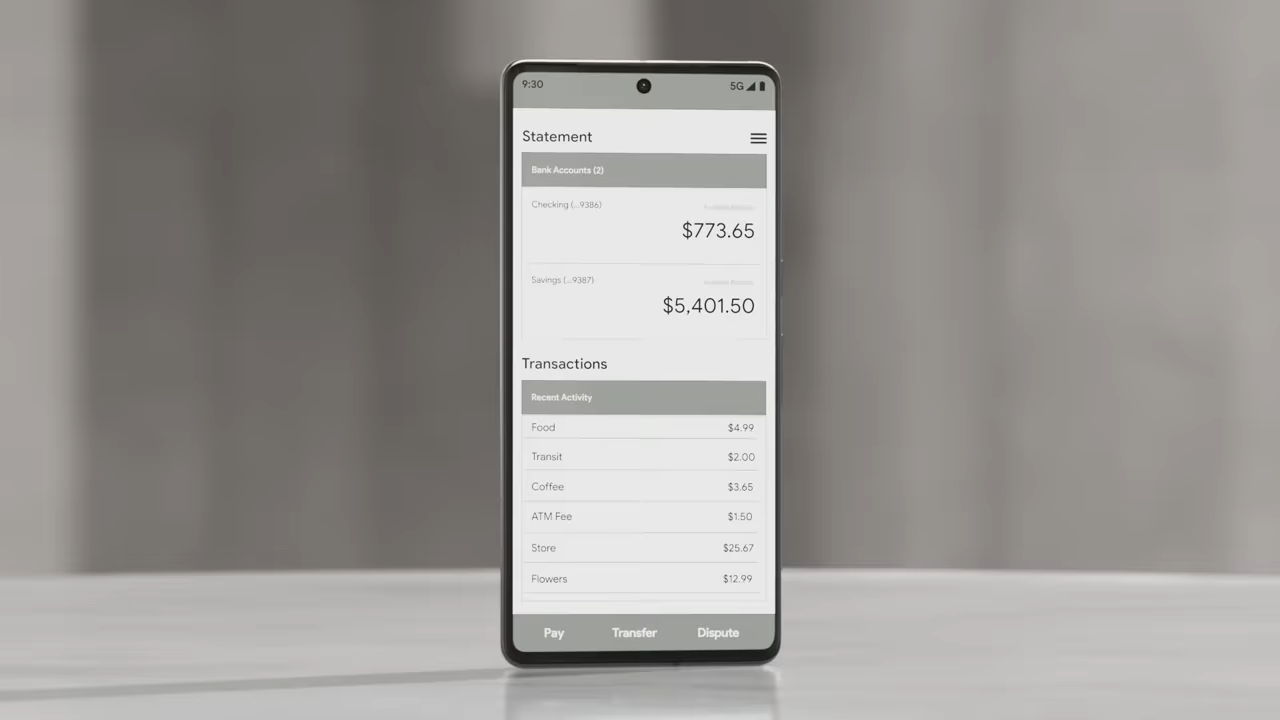 9:30 5G
Statement
Bank Accounts (2)
Checking (...9386)
$773.65
Savings (...9387)
$5,401.50
Transactions
Recent Activity
Food $4.99
Transit $2.00
Coffee $3.65
ATM Fee $1.50
Store $25.67
Flowers $12.99
Pay Transfer Dispute